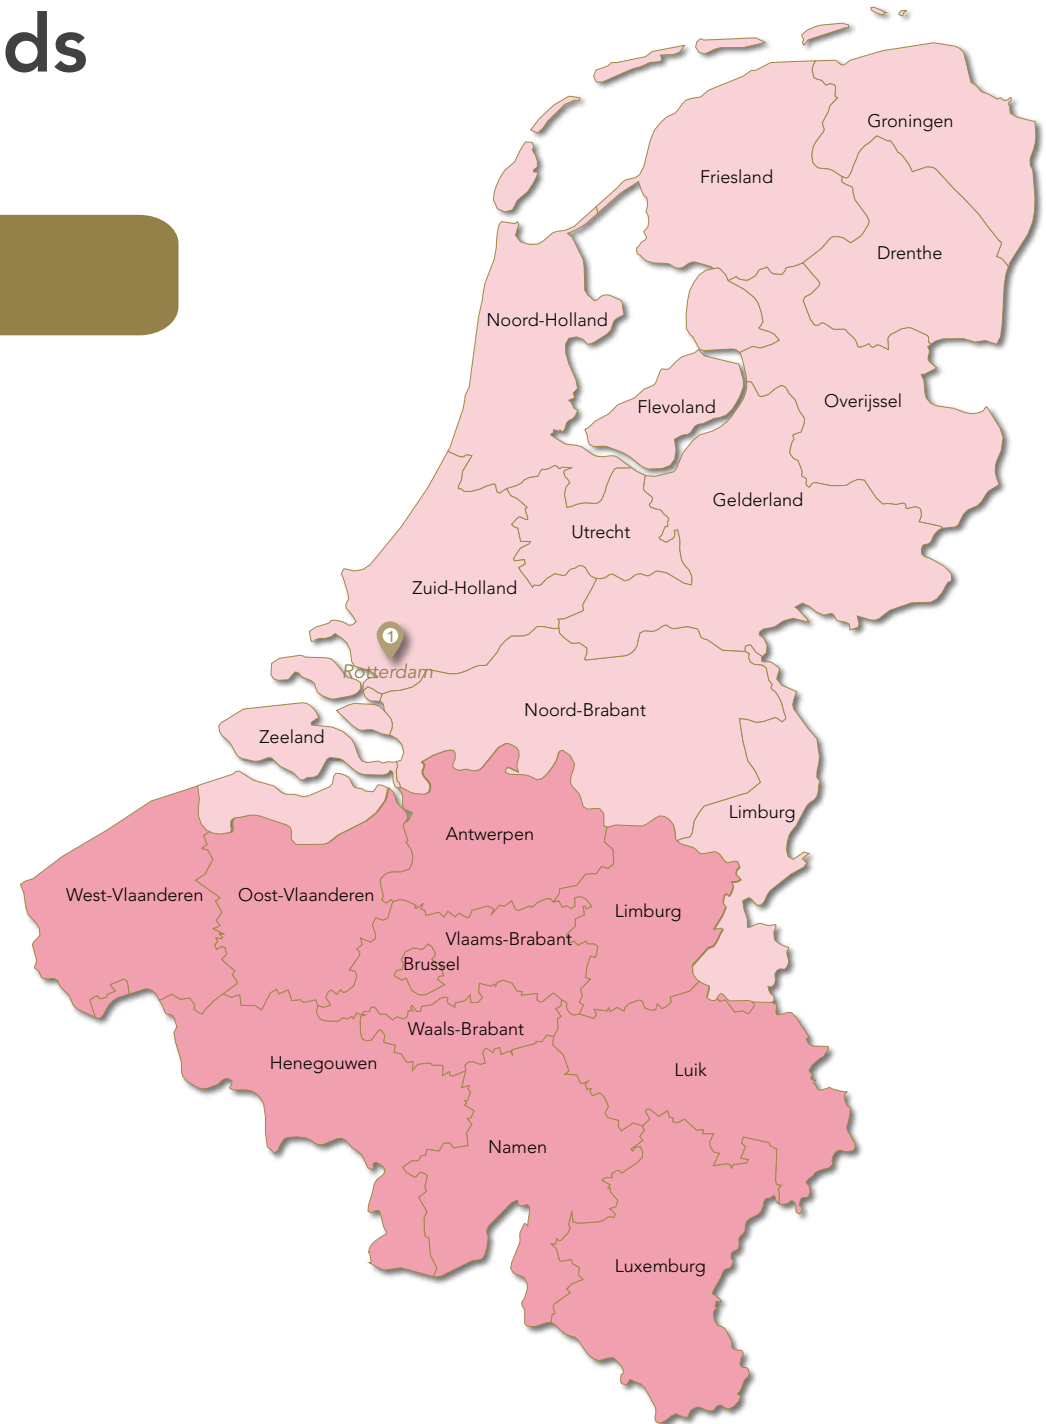 ds
Groningen
Friesland
Drenthe
Noord-Holland
Overijssel
Flevoland
Gelderland
Utrecht
Zuid-Holland
1
Rotterdam
Noord-Brabant
Zeeland
Limburg
Antwerpen
West-Vlaanderen
Oost-Vlaanderen
Limburg
Vlaams-Brabant
Brussel
Waals-Brabant
Henegouwen
Luik
Namen
Luxemburg